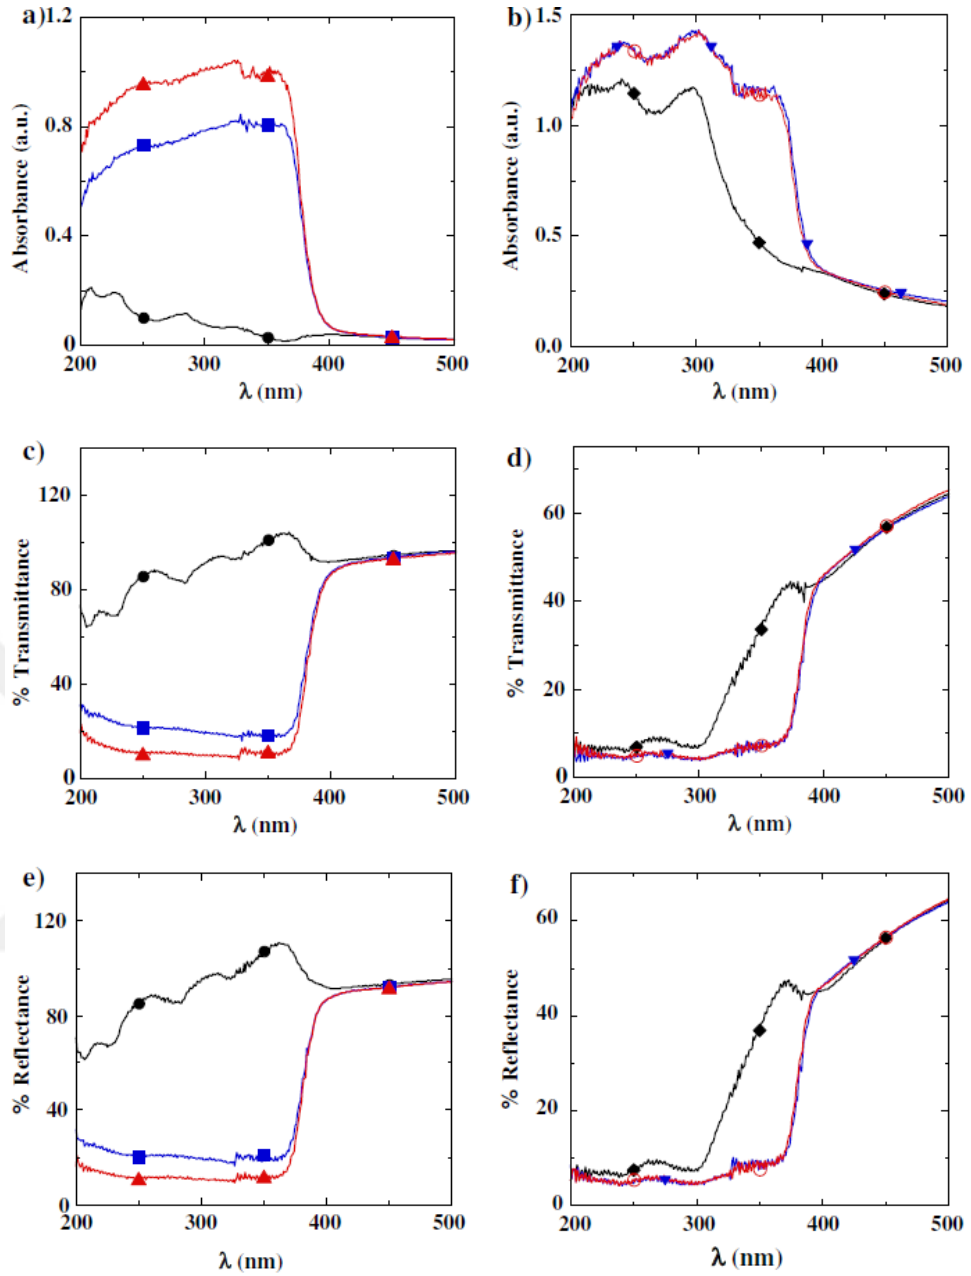 a)
1.2
0.8
0.4
0
Absorbance (a.u.)
200 300 400 500
λ (nm)
b)
1.5
1.0
0.5
0.0
Absorbance (a.u.)
200 300 400 500
λ (nm)
c)
120
80
40
0
% Transmittance
200 300 400 500
λ (nm)
d)
60
40
20
0
% Transmittance
200 300 400 500
λ (nm)
e)
120
80
40
0
% Reflectance
200 300 400 500
λ (nm)
f)
60
40
20
0
% Reflectance
200 300 400 500
λ (nm)